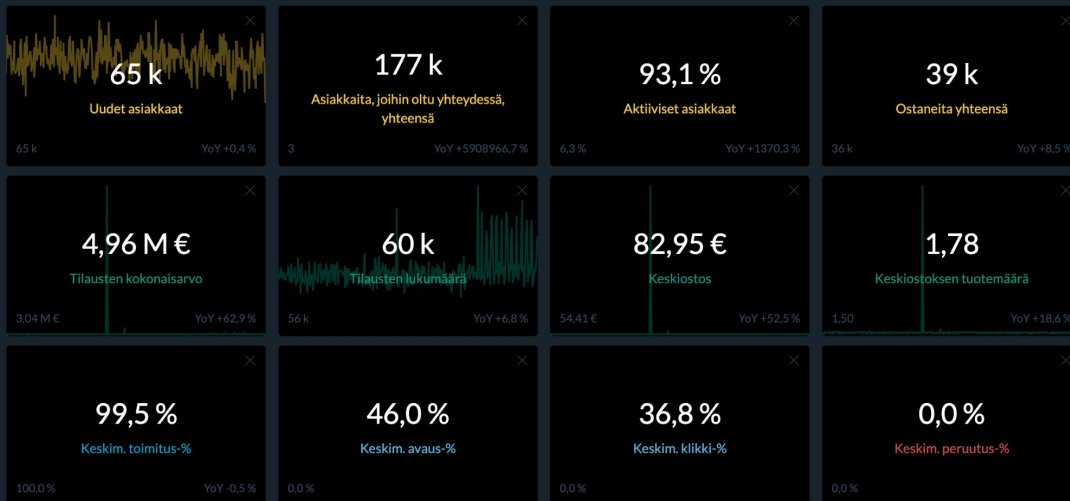 65 k
Uudet asiakkaat
65 k
YoY +0,4 %
177 k
Asiakkaita, joihin oltu yhteydessä,
yhteensä
3
YoY +5908966,7 %
93,1 %
Aktiiviset asiakkaat
6,3 %
YoY +1370,3 %
39 k
Ostaneita yhteensä
36 k
YoY +8,5 %
4,96 M €
Tilausten kokonaisarvo
3,04 M €
YoY +62,9 %
60 k
Tilausten lukumäärä
56 k
YoY +6,8 %
82,95 €
Keskiostos
54,41 €
YoY +52,5 %
1,78
Keskiostoksen tuotemäärä
1,50
YoY +18,6 %
99,5 %
Keskim. toimitus-%
100,0 %
YoY -0,5 %
46,0 %
Keskim. avaus-%
0,0 %
36,8 %
Keskim. klikki-%
0,0 %
0,0 %
Keskim. peruutus-%
0,0 %